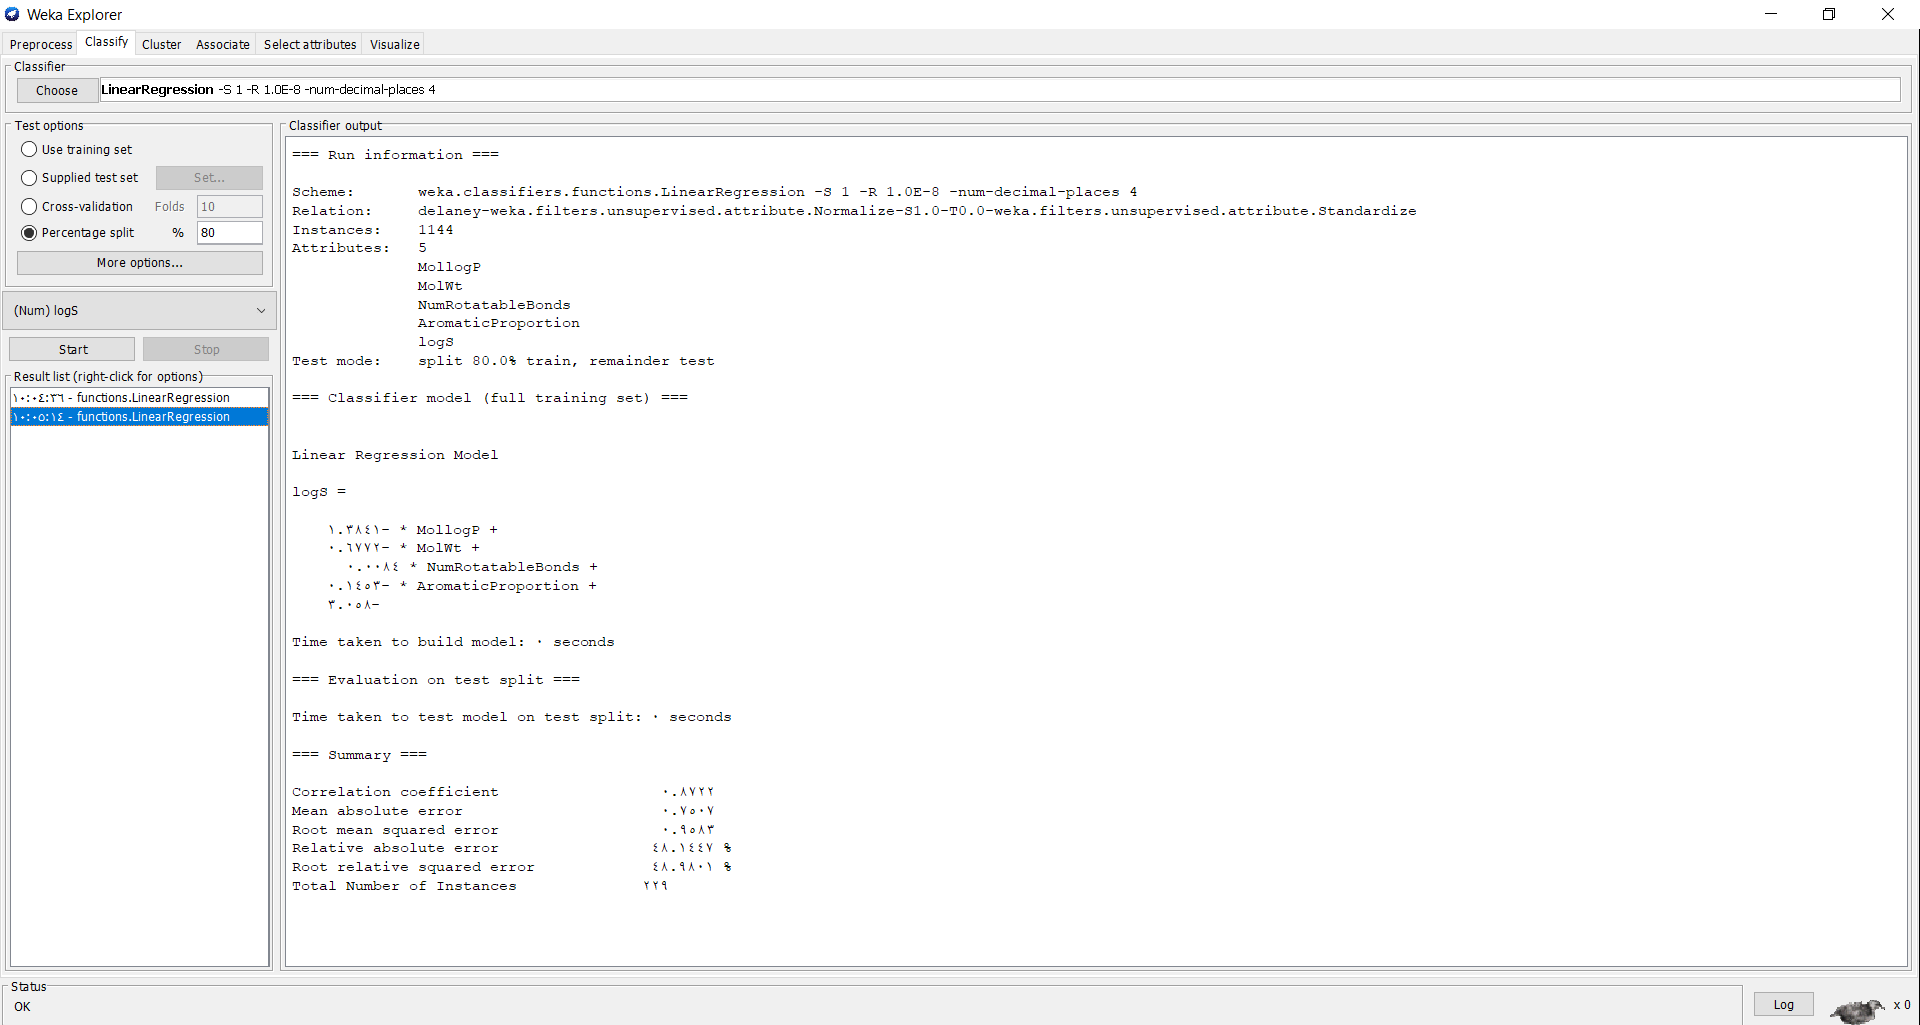 Weka Explorer
Preprocess Classify Cluster Associate Select attributes Visualize
Classifier
Choose LinearRegression -S 1 -R 1.0E-8 -num-decimal-places 4
Test options
Use training set
Supplied test set Set...
Cross-validation Folds 10
Percentage split % 80
More options...
(Num) logS
Start Stop
Result list (right-click for options)
١٠:٠٤:٣٦ - functions.LinearRegression
١٠:٠٥:١٤ - functions.LinearRegression
Classifier output
=== Run information ===
Scheme: weka.classifiers.functions.LinearRegression -S 1 -R 1.0E-8 -num-decimal-places 4
Relation: delaney-weka.filters.unsupervised.attribute.Normalize-S1.0-T0.0-weka.filters.unsupervised.attribute.Standardize
Instances: 1144
Attributes: 5
MollogP
MolWt
NumRotatableBonds
AromaticProportion
logS
Test mode: split 80.0% train, remainder test
=== Classifier model (full training set) ===
Linear Regression Model
logS =
١.٣٨٤١- * MollogP +
٠.٦٧٧٢- * MolWt +
٠.٠٠٨٤ * NumRotatableBonds +
٠.١٤٥٣- * AromaticProportion +
٣.٠٥٨-
Time taken to build model: ٠ seconds
=== Evaluation on test split ===
Time taken to test model on test split: ٠ seconds
=== Summary ===
Correlation coefficient ٠.٨٧٢٢
Mean absolute error ٠.٧٥٠٧
Root mean squared error ٠.٩٥٨٣
Relative absolute error ٤٨.١٤٤٧ %
Root relative squared error ٤٨.٩٨٠١ %
Total Number of Instances ٢٢٩
Status
OK
Log x 0